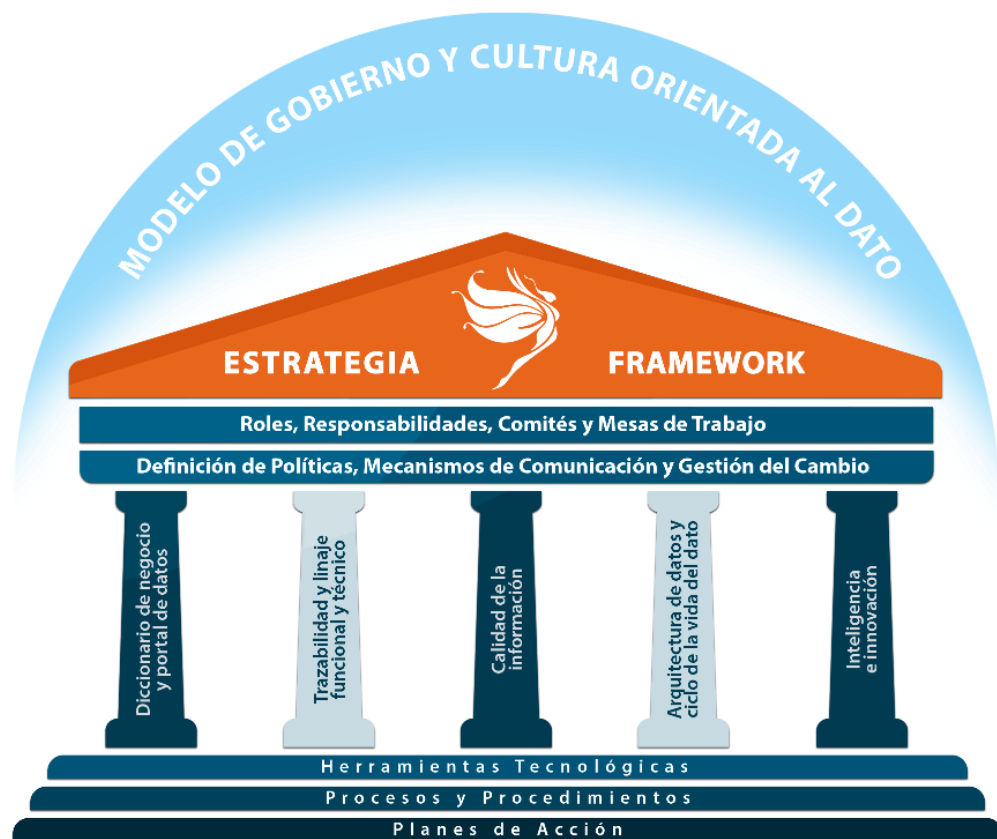 MODELO DE GOBIERNO Y CULTURA ORIENTADA AL DATO
ESTRATEGIA
FRAMEWORK
Roles, Responsabilidades, Comités y Mesas de Trabajo
Definición de Políticas, Mecanismos de Comunicación y Gestión del Cambio
Diccionario de negocio
y portal de datos
Trazabilidad y linaje
funcional y técnico
Calidad de la
información
Arquitectura de datos y
ciclo de la vida del dato
Inteligencia
e innovación
Herramientas Tecnológicas
Procesos y Procedimientos
Planes de Acción